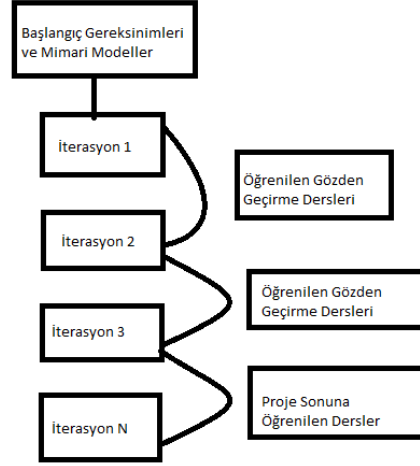 Başlangıç Gereksinimleri
ve Mimari Modeller
İterasyon 1
Öğrenilen Gözden
Geçirme Dersleri
İterasyon 2
Öğrenilen Gözden
Geçirme Dersleri
İterasyon 3
Proje Sonuna
Öğrenilen Dersler
İterasyon N